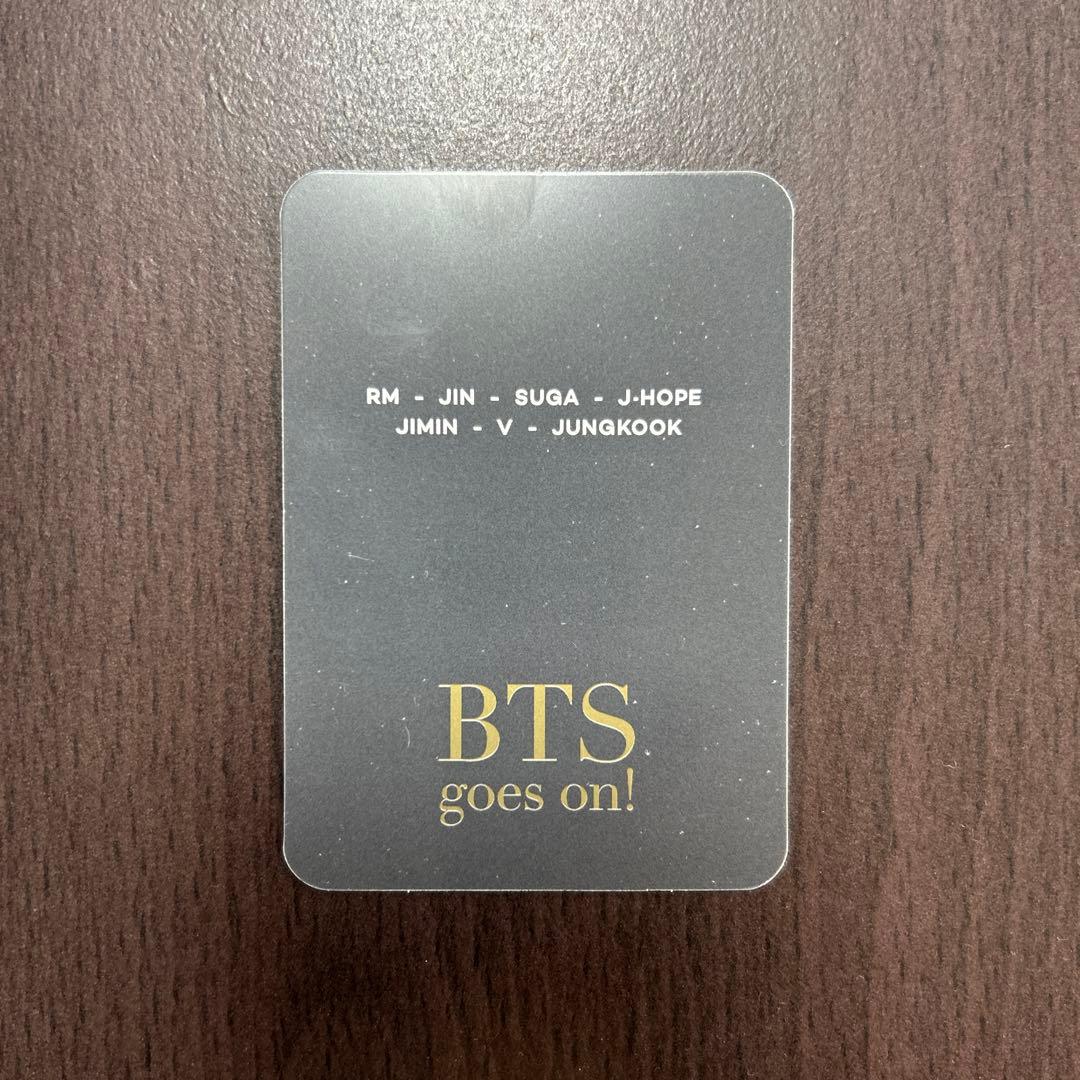 RM - JIN - SUGA - J-HOPE
JIMIN - V - JUNGKOOK
BTS
goes on!